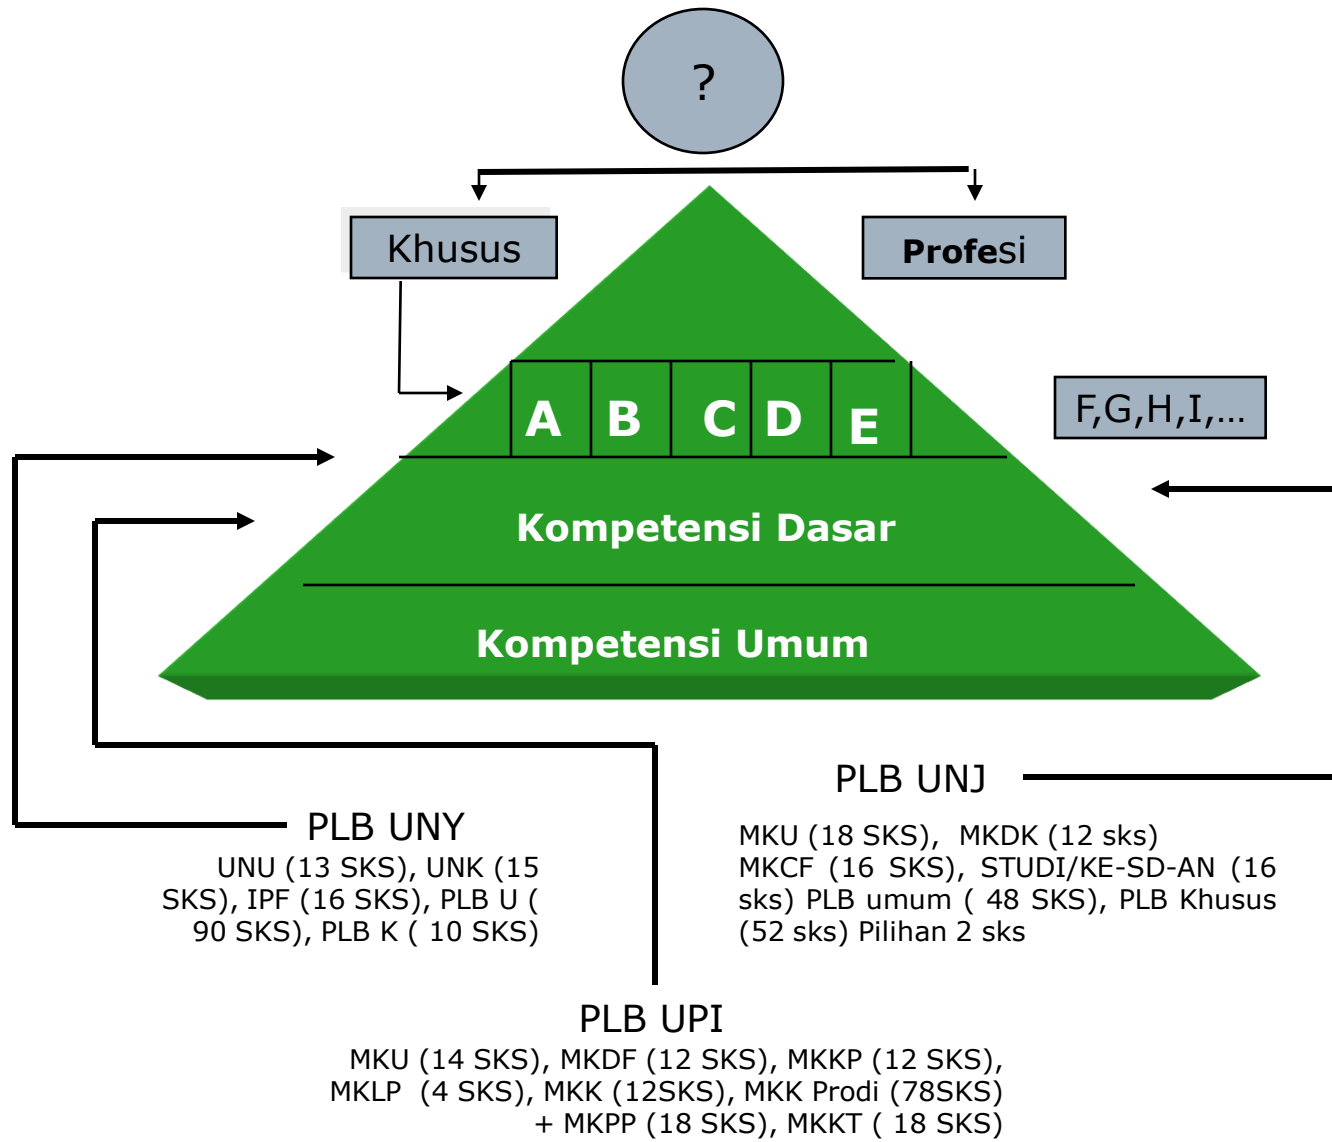 ?
Khusus
Profesi
A B C D E
F,G,H,I,...
Kompetensi Dasar
Kompetensi Umum
PLB UNJ
MKU (18 SKS), MKDK (12 sks)
MKCF (16 SKS), STUDI/KE-SD-AN (16
sks) PLB umum ( 48 SKS), PLB Khusus
(52 sks) Pilihan 2 sks
PLB UNY
UNU (13 SKS), UNK (15
SKS), IPF (16 SKS), PLB U (
90 SKS), PLB K ( 10 SKS)
PLB UPI
MKU (14 SKS), MKDF (12 SKS), MKKP (12 SKS),
MKLP (4 SKS), MKK (12SKS), MKK Prodi (78SKS)
+ MKPP (18 SKS), MKKT ( 18 SKS)